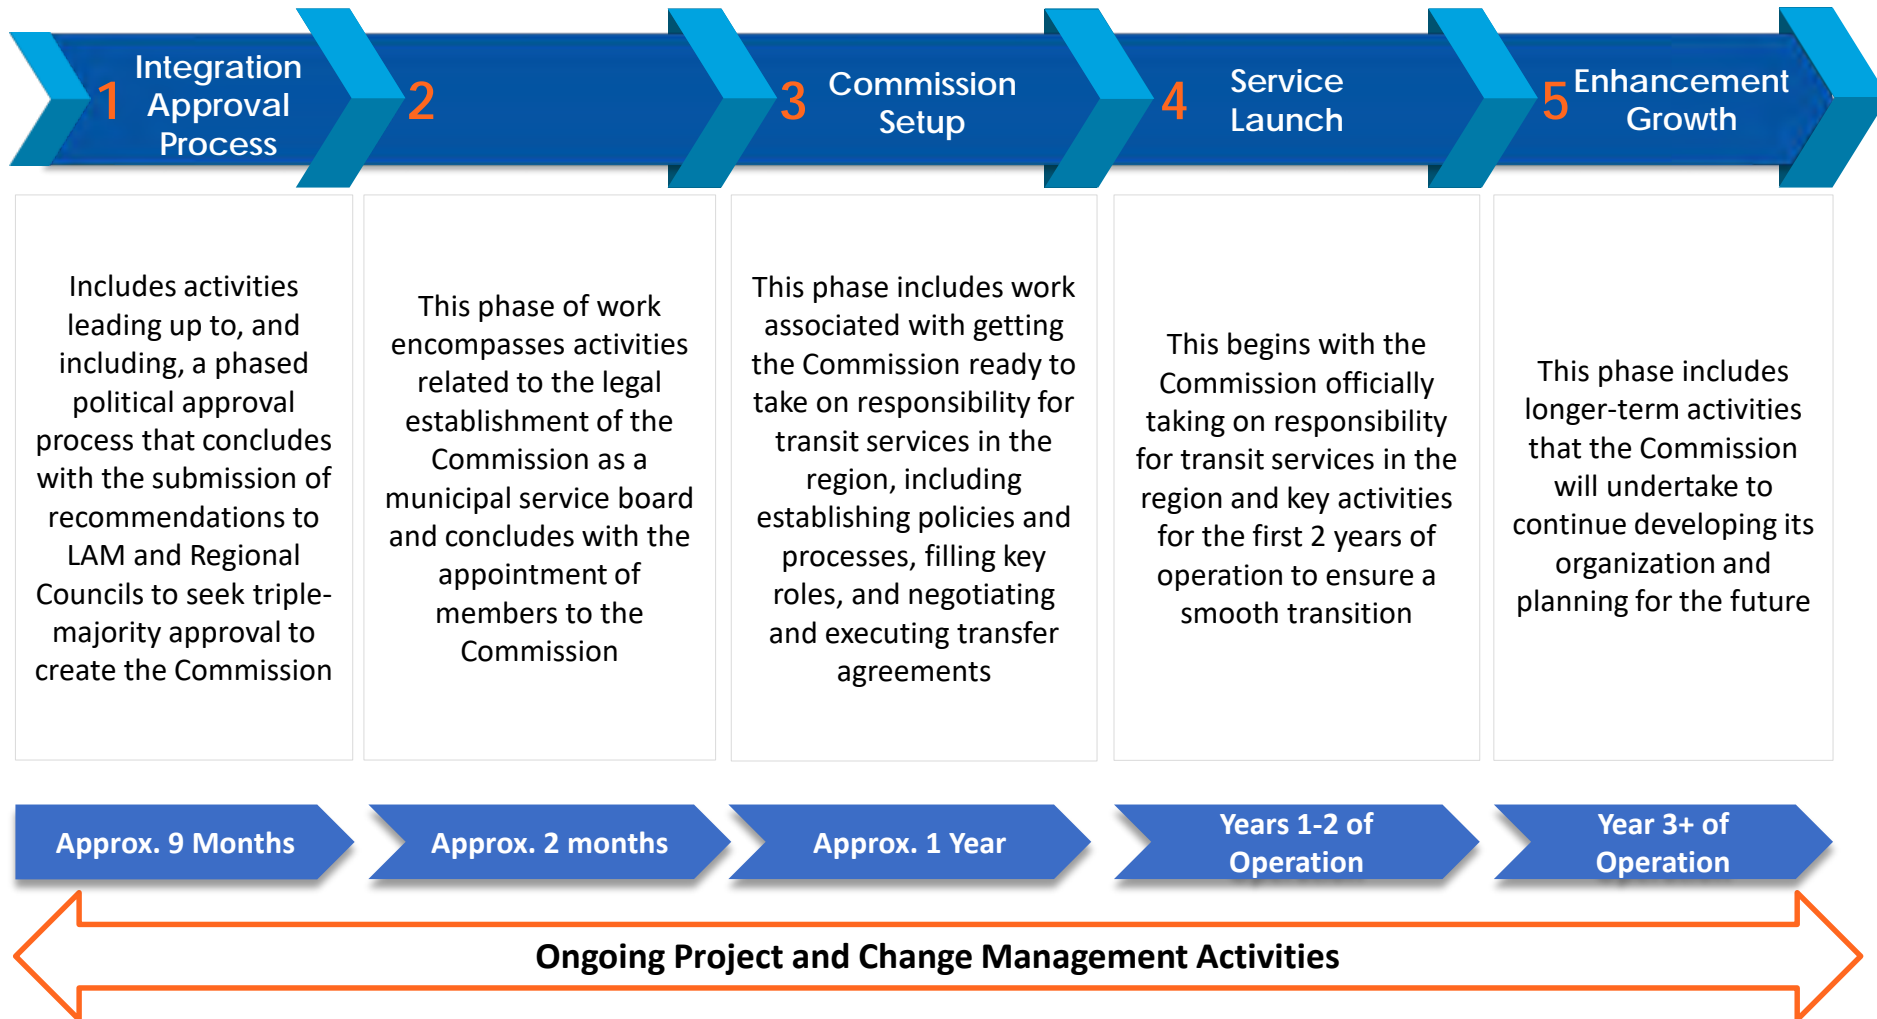 1
Integration
Approval
Process
2
3
Commission
Setup
4
Service
Launch
5
Enhancement
Growth
Includes activities
leading up to, and
including, a phased
political approval
process that concludes
with the submission of
recommendations to
LAM and Regional
Councils to seek triple-
majority approval to
create the Commission
This phase of work
encompasses activities
related to the legal
establishment of the
Commission as a
municipal service board
and concludes with the
appointment of
members to the
Commission
This phase includes work
associated with getting
the Commission ready to
take on responsibility for
transit services in the
region, including
establishing policies and
processes, filling key
roles, and negotiating
and executing transfer
agreements
This begins with the
Commission officially
taking on responsibility
for transit services in the
region and key activities
for the first 2 years of
operation to ensure a
smooth transition
This phase includes
longer-term activities
that the Commission
will undertake to
continue developing its
organization and
planning for the future
Approx. 9 Months
Approx. 2 months
Approx. 1 Year
Years 1-2 of
Operation
Year 3+ of
Operation
Ongoing Project and Change Management Activities